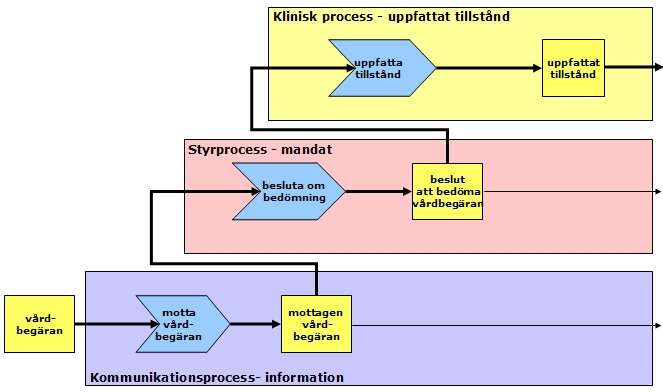 Klinisk process - uppfattat tillstånd
uppfatta
tillstånd
uppfattat
tillstånd
Styrprocess - mandat
besluta om
bedömning
beslut
att bedöma
vårdbegäran
vård-
begäran
motta
vård-
begäran
mottagen
vård-
begäran
Kommunikationsprocess- information